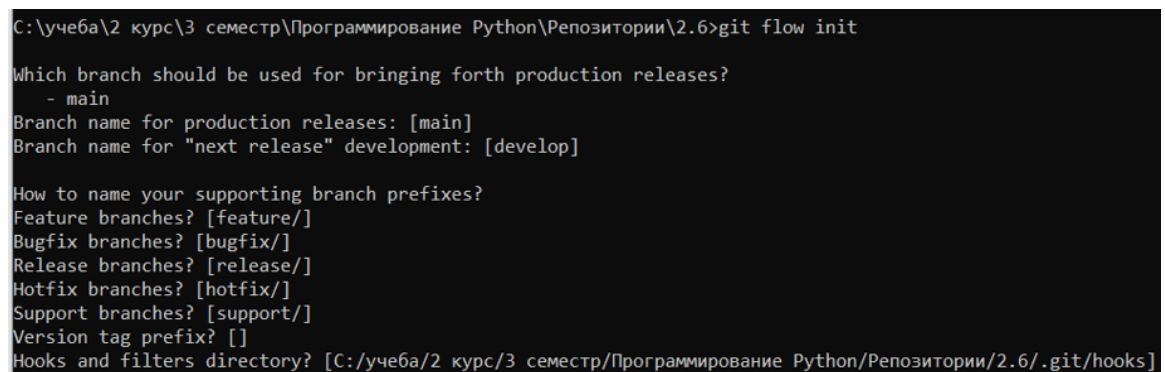 C:\учеба\2 курс\3 семестр\Программирование Python\Репозитории\2.6>git flow init
Which branch should be used for bringing forth production releases?
- main
Branch name for production releases: [main]
Branch name for "next release" development: [develop]
How to name your supporting branch prefixes?
Feature branches? [feature/]
Bugfix branches? [bugfix/]
Release branches? [release/]
Hotfix branches? [hotfix/]
Support branches? [support/]
Version tag prefix? []
Hooks and filters directory? [C:/учеба/2 курс/3 семестр/Программирование Python/Репозитории/2.6/.git/hooks]